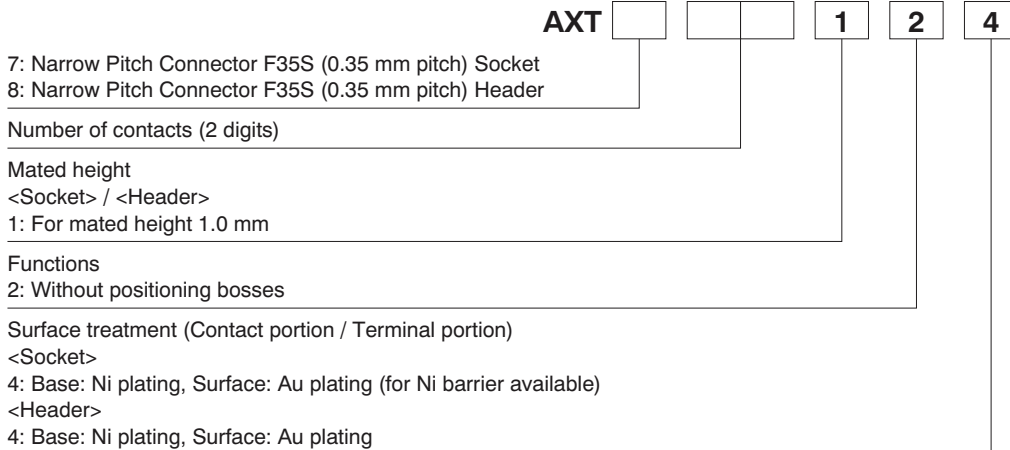 AXT 1 2 4
7: Narrow Pitch Connector F35S (0.35 mm pitch) Socket
8: Narrow Pitch Connector F35S (0.35 mm pitch) Header
Number of contacts (2 digits)
Mated height
<Socket> / <Header>
1: For mated height 1.0 mm
Functions
2: Without positioning bosses
Surface treatment (Contact portion / Terminal portion)
<Socket>
4: Base: Ni plating, Surface: Au plating (for Ni barrier available)
<Header>
4: Base: Ni plating, Surface: Au plating